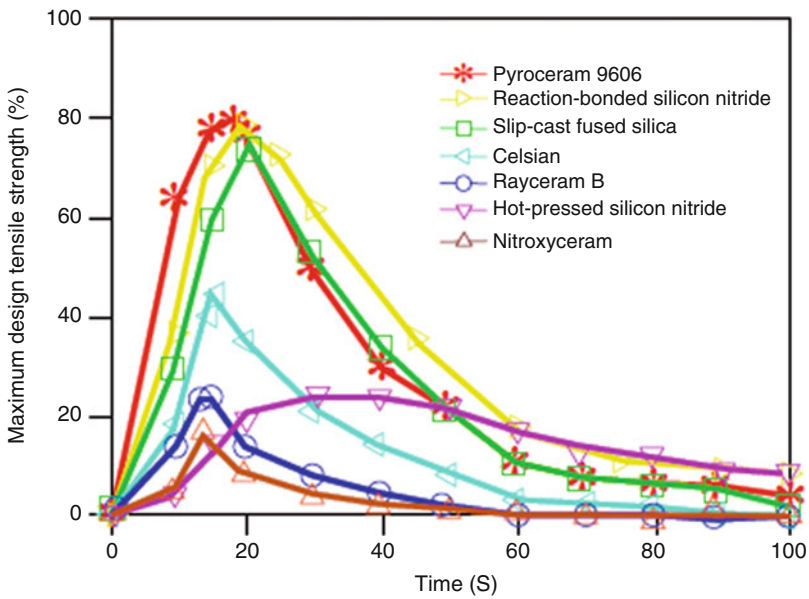 100
80
60
40
20
0
Maximum design tensile strength (%)
Pyroceram 9606
Reaction-bonded silicon nitride
Slip-cast fused silica
Celsian
Rayceram B
Hot-pressed silicon nitride
Nitroxyceram
0 20 40 60 80 100
Time (S)